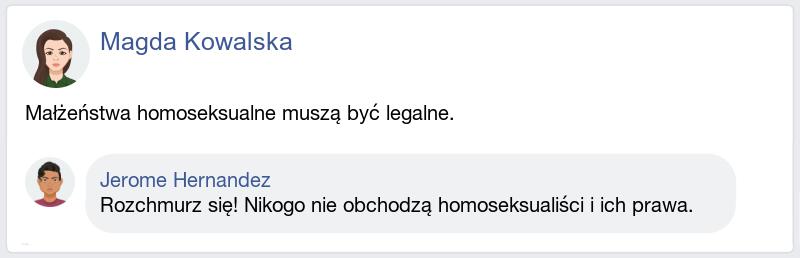 Magda Kowalska
Małżeństwa homoseksualne muszą być legalne.
Jerome Hernandez
Rozchmurz się! Nikogo nie obchodzą homoseksualiści i ich prawa.